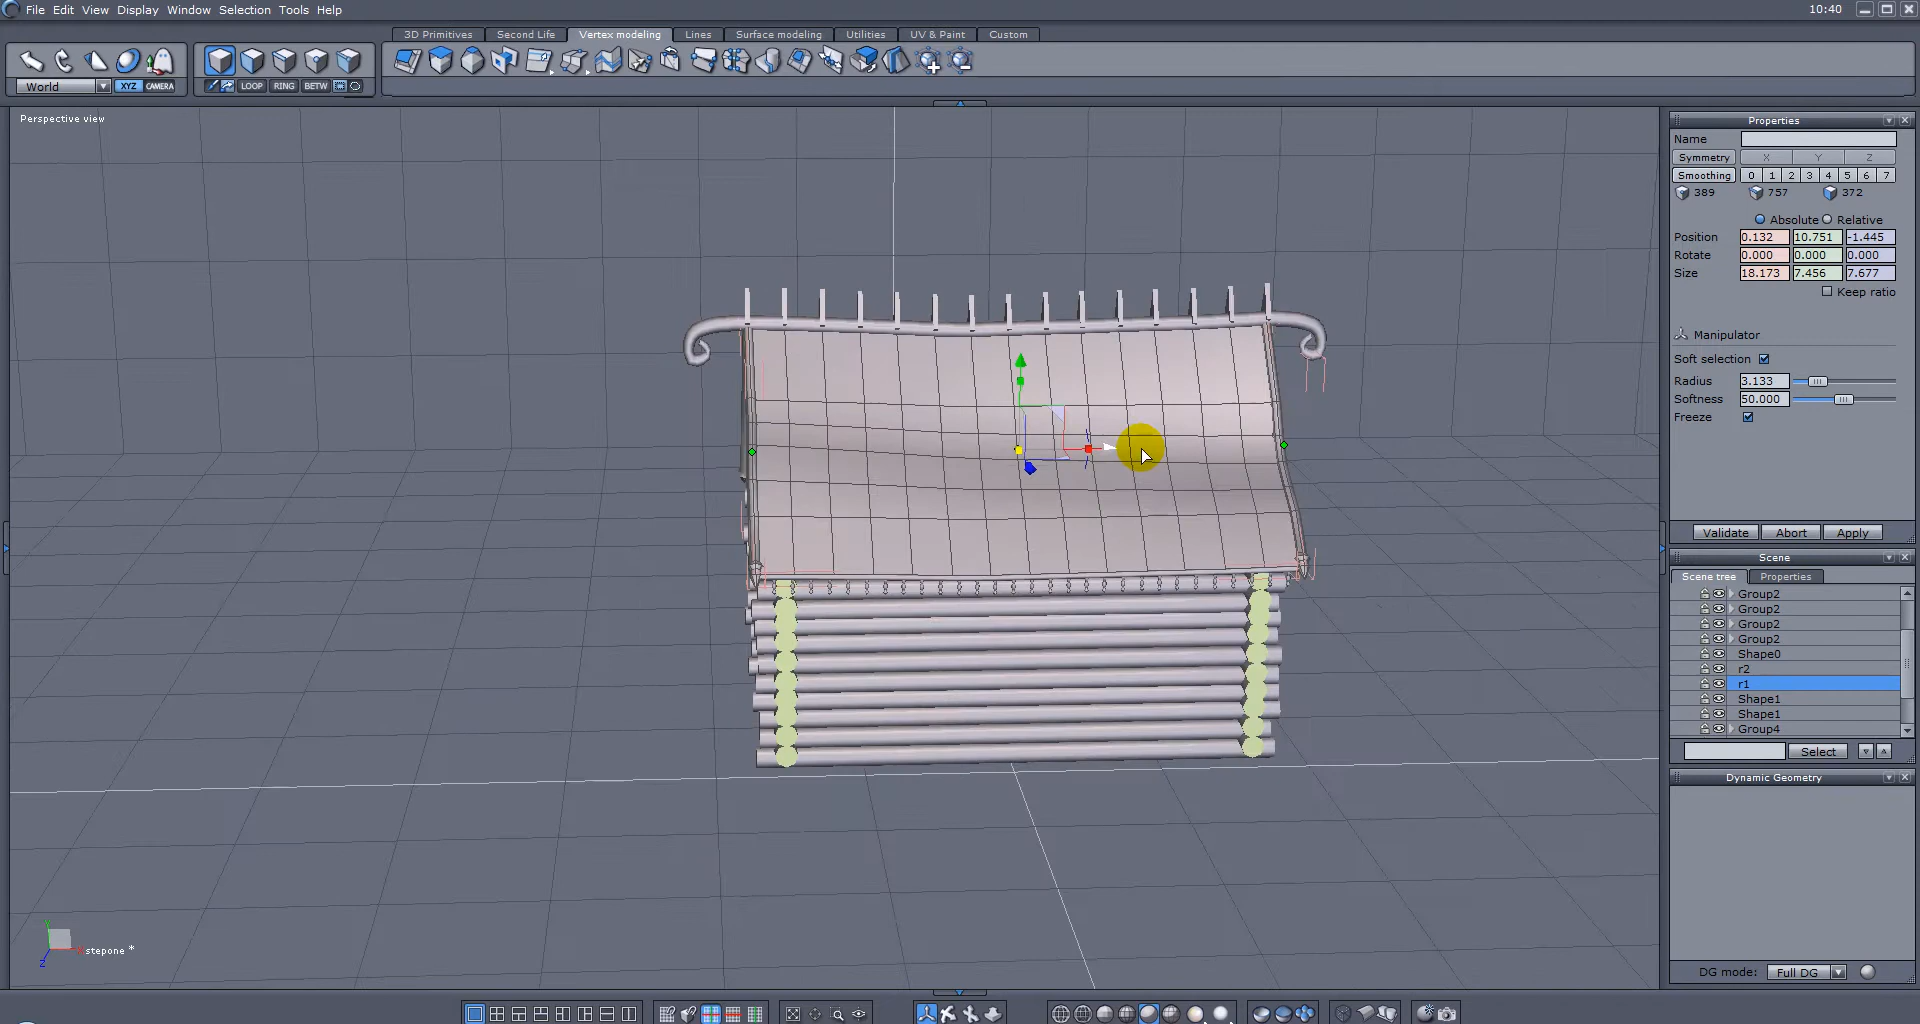 File Edit View Display Window Selection Tools Help
10:40
3D Primitives Second Life Vertex modeling Lines Surface modeling Utilities UV & Paint Custom
World XYZ CAMERA LOOP RING BETW
Perspective view
Properties
Name
Symmetry X Y Z
Smoothing 0 1 2 3 4 5 6 7
389 757 372
Absolute Relative
Position 0.132 10.751 -1.445
Rotate 0.000 0.000 0.000
Size 18.173 7.456 7.677
Keep ratio
Manipulator
Soft selection
Radius 3.133
Softness 50.000
Freeze
Validate Abort Apply
Scene
Scene tree Properties
Group2
Group2
Group2
Group2
Shape0
r2
r1
Shape1
Shape1
Group4
Select
Dynamic Geometry
DG mode: Full DG
Y
X
Z
stepone *